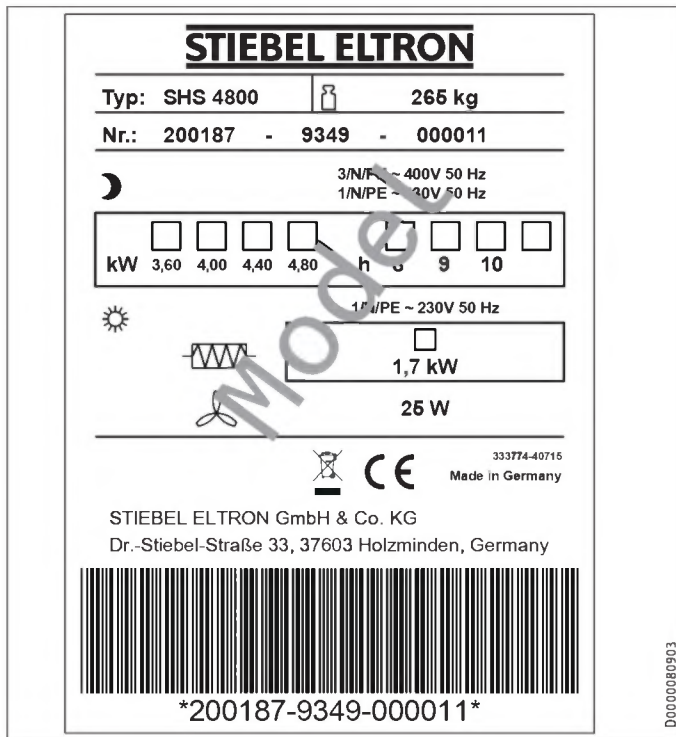 STIEBEL ELTRON
Typ: SHS 4800 265 kg
Nr.: 200187 - 9349 - 000011
3/N/PE ~ 400V 50 Hz
1/N/PE ~ 230V 50 Hz
kW 3,60 4,00 4,40 4,80 h 8 9 10
1/N/PE ~ 230V 50 Hz
1,7 kW
25 W
333774-40715
Made in Germany
STIEBEL ELTRON GmbH & Co. KG
Dr.-Stiebel-Straße 33, 37603 Holzminden, Germany
*200187-9349-000011*
Model
D0000080903